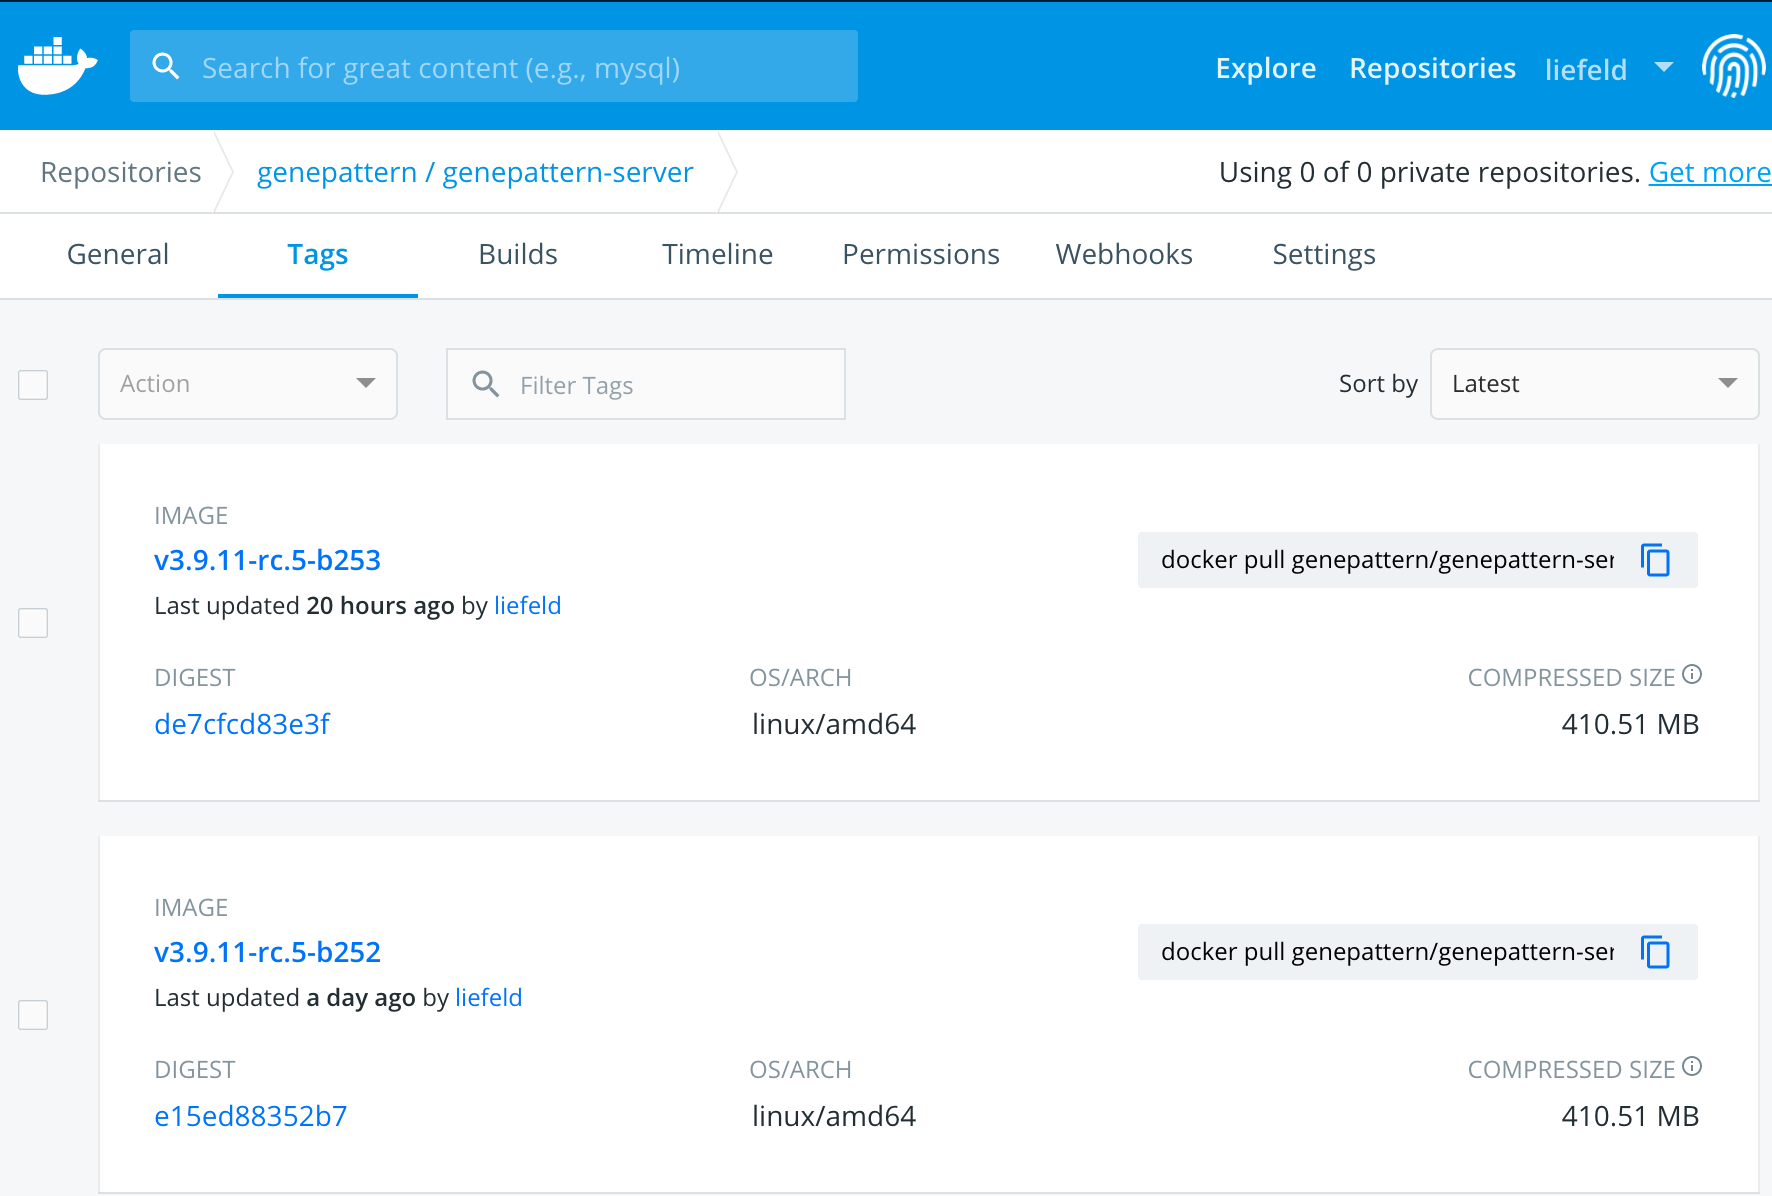 Search for great content (e.g., mysql)
Explore Repositories liefeld
Repositories genepattern / genepattern-server Using 0 of 0 private repositories. Get more
General Tags Builds Timeline Permissions Webhooks Settings
Action Filter Tags Sort by Latest
IMAGE
v3.9.11-rc.5-b253
docker pull genepattern/genepattern-ser
Last updated 20 hours ago by liefeld
DIGEST OS/ARCH COMPRESSED SIZE
de7cfcd83e3f linux/amd64 410.51 MB
IMAGE
v3.9.11-rc.5-b252
docker pull genepattern/genepattern-ser
Last updated a day ago by liefeld
DIGEST OS/ARCH COMPRESSED SIZE
e15ed88352b7 linux/amd64 410.51 MB